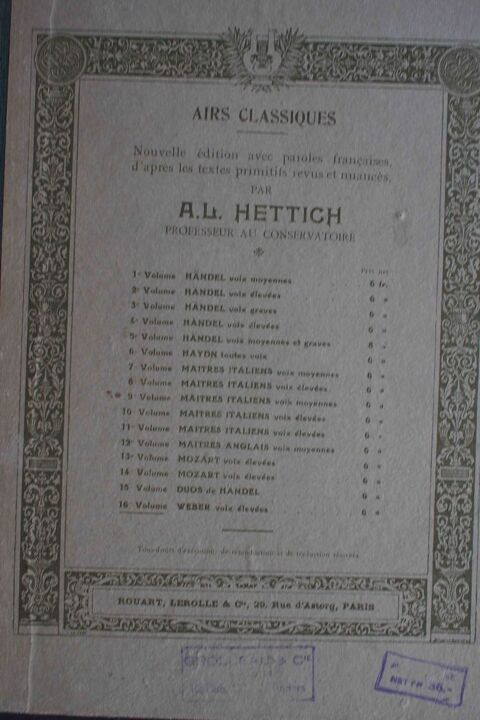 AIRS CLASSIQUES
Nouvelle édition avec paroles françaises,
d'après les textes primitifs revus et nuancés,
PAR
A.L. HETTICH
PROFESSEUR AU CONSERVATOIRE
Prix net
1e Volume HÄNDEL voix moyennes 6 fr.
2e Volume HÄNDEL voix élevées 6 »
3e Volume HÄNDEL voix graves 6 »
4e Volume HÄNDEL voix élevées 6 »
5e Volume HÄNDEL voix moyennes et graves 8 »
6e Volume HAYDN toutes voix 6 »
7e Volume MAITRES ITALIENS voix moyennes 6 »
8e Volume MAITRES ITALIENS voix élevées 6 »
9e Volume MAITRES ITALIENS voix moyennes 6 »
10e Volume MAITRES ITALIENS voix élevées 6 »
11e Volume MAITRES ITALIENS voix élevées 6 »
12e Volume MAITRES ANGLAIS voix moyennes 6 »
13e Volume MOZART voix élevées 6 »
14e Volume MOZART voix élevées 6 »
15e Volume DUOS de HANDEL 6 »
16e Volume WEBER voix élevées 6 »
Tous droits d'exécution, de reproduction et de traduction réservés.
ROUART, LEROLLE & Cie, 29, Rue d'Astorg, PARIS
& Cie
NET FR